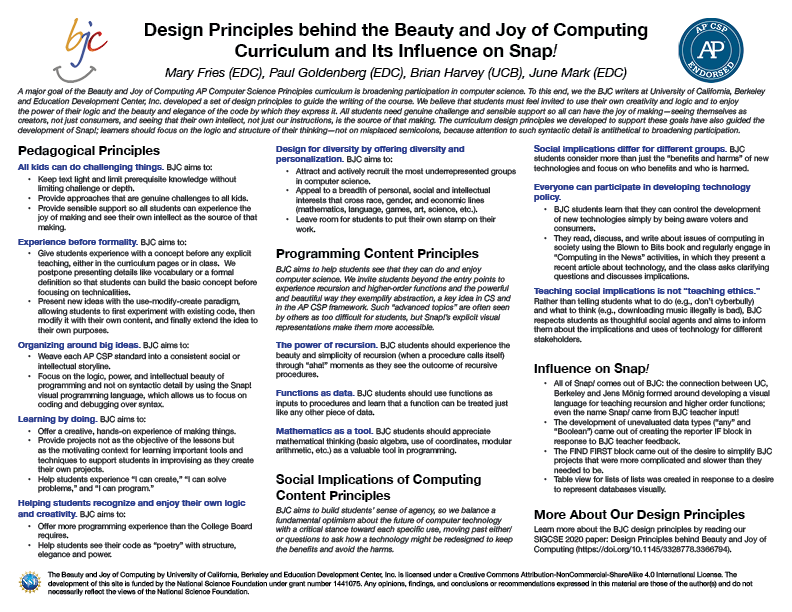 bjc
Design Principles behind the Beauty and Joy of Computing
Curriculum and Its Influence on Snap!
Mary Fries (EDC), Paul Goldenberg (EDC), Brian Harvey (UCB), June Mark (EDC)
AP CSP
AP
ENDORSED
A major goal of the Beauty and Joy of Computing AP Computer Science Principles curriculum is broadening participation in computer science. To this end, we the BJC writers at University of California, Berkeley
and Education Development Center, Inc. developed a set of design principles to guide the writing of the course. We believe that students must feel invited to use their own creativity and logic and to enjoy
the power of their logic and the beauty and elegance of the code by which they express it. All students need genuine challenge and sensible support so all can have the joy of making—seeing themselves as
creators, not just consumers, and seeing that their own intellect, not just our instructions, is the source of that making. The curriculum design principles we developed to support these goals have also guided the
development of Snap!; learners should focus on the logic and structure of their thinking—not on misplaced semicolons, because attention to such syntactic detail is antithetical to broadening participation.
Pedagogical Principles
All kids can do challenging things. BJC aims to:
• Keep text light and limit prerequisite knowledge without
limiting challenge or depth.
• Provide approaches that are genuine challenges to all kids.
• Provide sensible support so all students can experience the
joy of making and see their own intellect as the source of that
making.
Experience before formality. BJC aims to:
• Give students experience with a concept before any explicit
teaching, either in the curriculum pages or in class. We
postpone presenting details like vocabulary or a formal
definition so that students can build the basic concept before
focusing on technicalities.
• Present new ideas with the use-modify-create paradigm,
allowing students to first experiment with existing code, then
modify it with their own content, and finally extend the idea to
their own purposes.
Organizing around big ideas. BJC aims to:
• Weave each AP CSP standard into a consistent social or
intellectual storyline.
• Focus on the logic, power, and intellectual beauty of
programming and not on syntactic detail by using the Snap!
visual programming language, which allows us to focus on
coding and debugging over syntax.
Learning by doing. BJC aims to:
• Offer a creative, hands-on experience of making things.
• Provide projects not as the objective of the lessons but
as the motivating context for learning important tools and
techniques to support students in improvising as they create
their own projects.
• Help students experience “I can create,” “I can solve
problems,” and “I can program.”
Helping students recognize and enjoy their own logic
and creativity. BJC aims to:
• Offer more programming experience than the College Board
requires.
• Help students see their code as “poetry” with structure,
elegance and power.
Design for diversity by offering diversity and
personalization. BJC aims to:
• Attract and actively recruit the most underrepresented groups
in computer science.
• Appeal to a breadth of personal, social and intellectual
interests that cross race, gender, and economic lines
(mathematics, language, games, art, science, etc.).
• Leave room for students to put their own stamp on their
work.
Programming Content Principles
BJC aims to help students see that they can do and enjoy
computer science. We invite students beyond the entry points to
experience recursion and higher-order functions and the powerful
and beautiful way they exemplify abstraction, a key idea in CS and
in the AP CSP framework. Such “advanced topics” are often seen
by others as too difficult for students, but Snap!’s explicit visual
representations make them more accessible.
The power of recursion. BJC students should experience the
beauty and simplicity of recursion (when a procedure calls itself)
through “aha!” moments as they see the outcome of recursive
procedures.
Functions as data. BJC students should use functions as
inputs to procedures and learn that a function can be treated just
like any other piece of data.
Mathematics as a tool. BJC students should appreciate
mathematical thinking (basic algebra, use of coordinates, modular
arithmetic, etc.) as a valuable tool in programming.
Social Implications of Computing
Content Principles
BJC aims to build students’ sense of agency, so we balance a
fundamental optimism about the future of computer technology
with a critical stance toward each specific use, moving past either/
or questions to ask how a technology might be redesigned to keep
the benefits and avoid the harms.
Social implications differ for different groups. BJC
students consider more than just the “benefits and harms” of new
technologies and focus on who benefits and who is harmed.
Everyone can participate in developing technology
policy.
• BJC students learn that they can control the development
of new technologies simply by being aware voters and
consumers.
• They read, discuss, and write about issues of computing in
society using the Blown to Bits book and regularly engage in
“Computing in the News” activities, in which they present a
recent article about technology, and the class asks clarifying
questions and discusses implications.
Teaching social implications is not “teaching ethics.”
Rather than telling students what to do (e.g., don’t cyberbully)
and what to think (e.g., downloading music illegally is bad), BJC
respects students as thoughtful social agents and aims to inform
them about the implications and uses of technology for different
stakeholders.
Influence on Snap!
• All of Snap! comes out of BJC: the connection between UC,
Berkeley and Jens Mönig formed around developing a visual
language for teaching recursion and higher order functions;
even the name Snap! came from BJC teacher input!
• The development of unevaluated data types (“any” and
“Boolean”) came out of creating the reporter IF block in
response to BJC teacher feedback.
• The FIND FIRST block came out of the desire to simplify BJC
projects that were more complicated and slower than they
needed to be.
• Table view for lists of lists was created in response to a desire
to represent databases visually.
More About Our Design Principles
Learn more about the BJC design principles by reading our
SIGCSE 2020 paper: Design Principles behind Beauty and Joy of
Computing (https://doi.org/10.1145/3328778.3366794).
NSF
The Beauty and Joy of Computing by University of California, Berkeley and Education Development Center, Inc. is licensed under a Creative Commons Attribution-NonCommercial-ShareAlike 4.0 International License. The
development of this site is funded by the National Science Foundation under grant number 1441075. Any opinions, findings, and conclusions or recommendations expressed in this material are those of the author(s) and do not
necessarily reflect the views of the National Science Foundation.